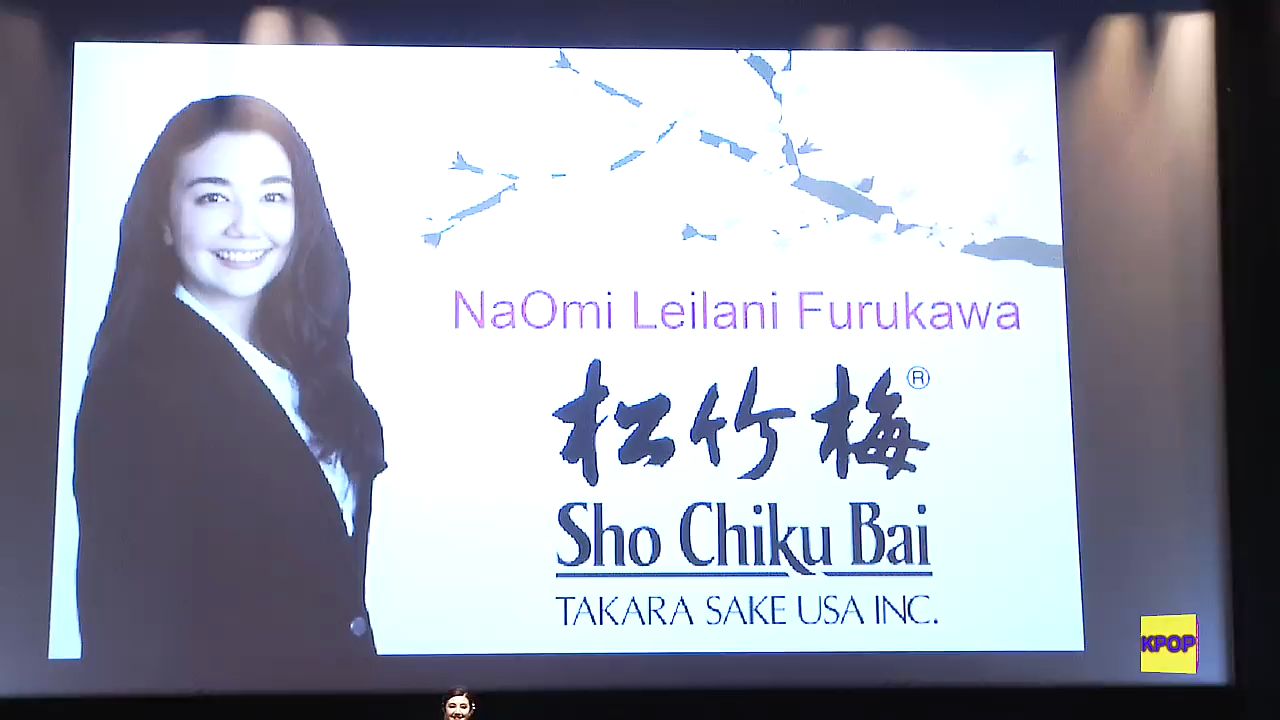 NaOmi Leilani Furukawa
松竹梅®
Sho Chiku Bai
TAKARA SAKE USA INC.
KPOP